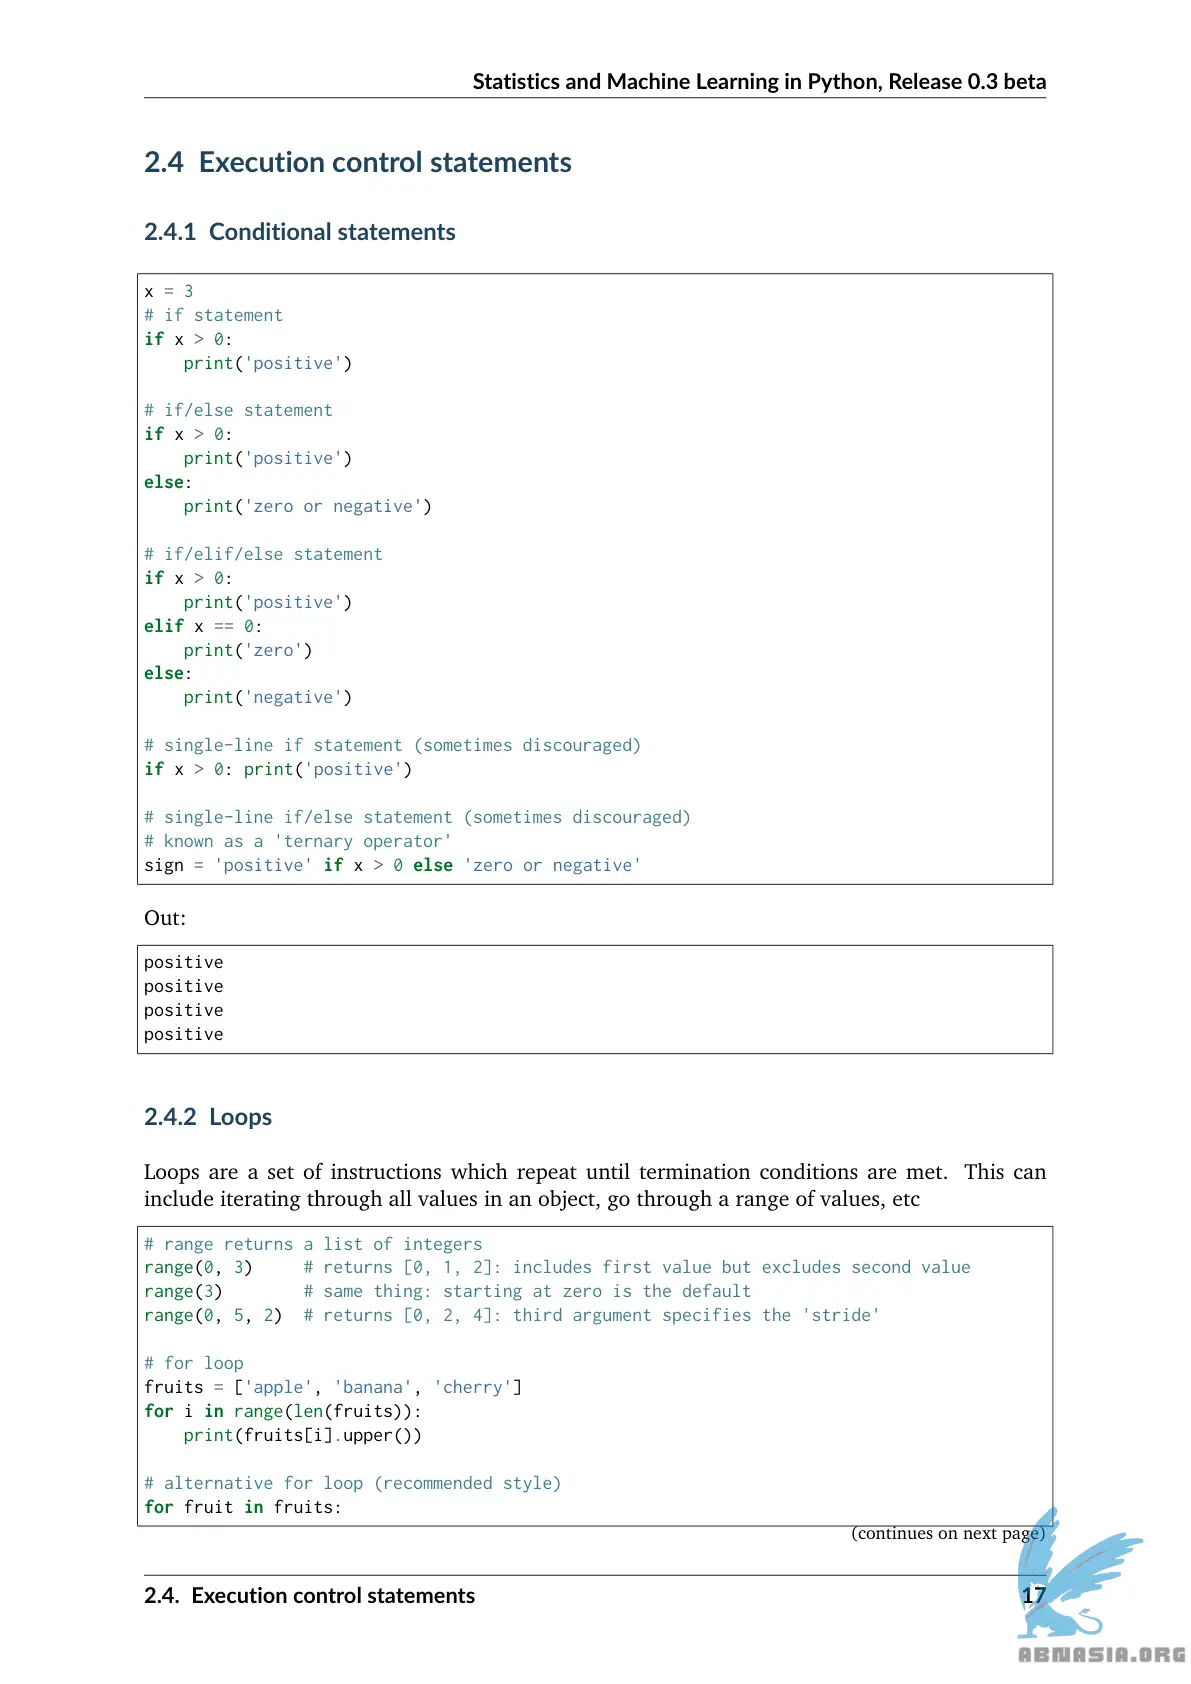 Statistics and Machine Learning in Python, Release 0.3 beta
2.4 Execution control statements
2.4.1 Conditional statements
x = 3
# if statement
if x > 0:
    print('positive')
# if/else statement
if x > 0:
    print('positive')
else:
    print('zero or negative')
# if/elif/else statement
if x > 0:
    print('positive')
elif x == 0:
    print('zero')
else:
    print('negative')
# single-line if statement (sometimes discouraged)
if x > 0: print('positive')
# single-line if/else statement (sometimes discouraged)
# known as a 'ternary operator'
sign = 'positive' if x > 0 else 'zero or negative'
Out:
positive
positive
positive
positive
2.4.2 Loops
Loops are a set of instructions which repeat until termination conditions are met. This can
include iterating through all values in an object, go through a range of values, etc
# range returns a list of integers
range(0, 3)     # returns [0, 1, 2]: includes first value but excludes second value
range(3)        # same thing: starting at zero is the default
range(0, 5, 2)  # returns [0, 2, 4]: third argument specifies the 'stride'
# for loop
fruits = ['apple', 'banana', 'cherry']
for i in range(len(fruits)):
    print(fruits[i].upper())
# alternative for loop (recommended style)
for fruit in fruits:
(continues on next page)
2.4. Execution control statements 17
ABNASIA.ORG